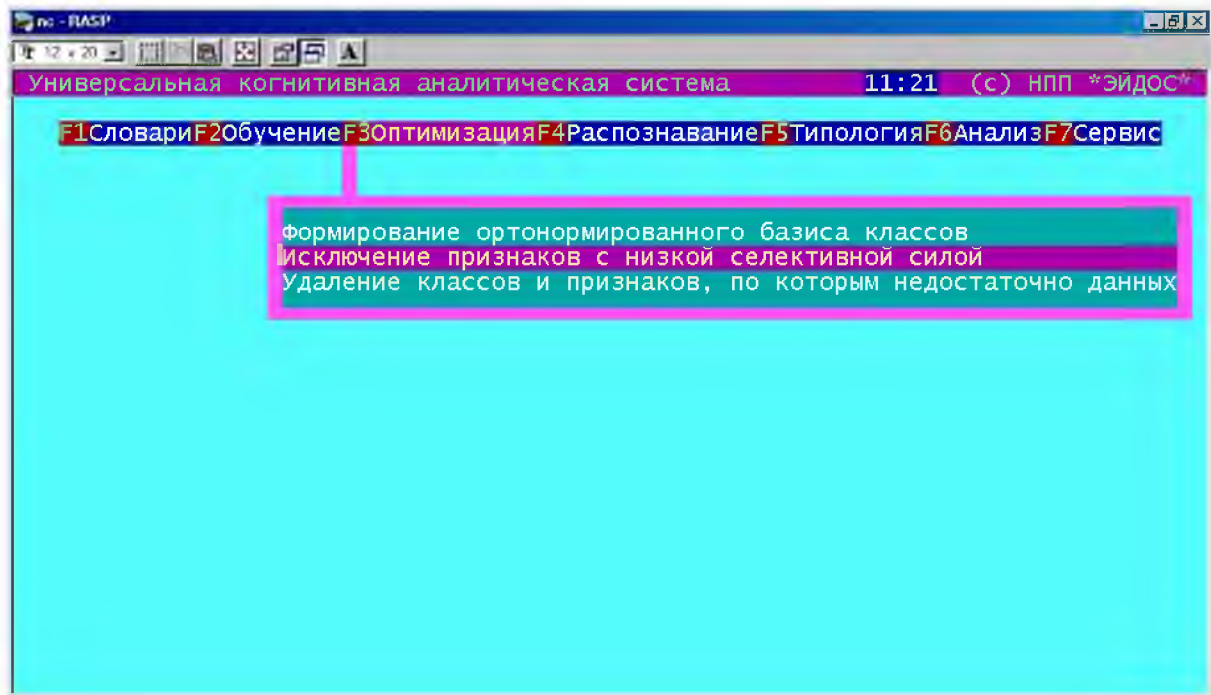 nc - RASP
Tr 12 x 20 A
Универсальная когнитивная аналитическая система 11:21 (c) НПП *ЭЙДОС*
F1СловариF2ОбучениеF3ОптимизацияF4РаспознаваниеF5ТипологияF6АнализF7Сервис
Формирование ортонормированного базиса классов
Исключение признаков с низкой селективной силой
Удаление классов и признаков, по которым недостаточно данных